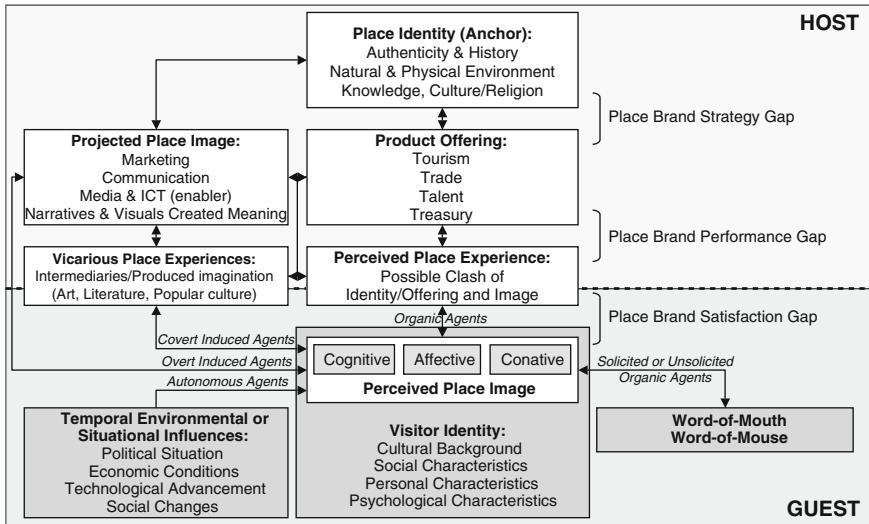 HOST
Place Identity (Anchor):
Authenticity & History
Natural & Physical Environment
Knowledge, Culture/Religion
Place Brand Strategy Gap
Projected Place Image:
Marketing
Communication
Media & ICT (enabler)
Narratives & Visuals Created Meaning
Product Offering:
Tourism
Trade
Talent
Treasury
Place Brand Performance Gap
Vicarious Place Experiences:
Intermediaries/Produced imagination
(Art, Literature, Popular culture)
Perceived Place Experience:
Possible Clash of
Identity/Offering and Image
Place Brand Satisfaction Gap
Organic Agents
Covert Induced Agents
Overt Induced Agents
Autonomous Agents
Cognitive
Affective
Conative
Perceived Place Image
Solicited or Unsolicited
Organic Agents
Temporal Environmental or
Situational Influences:
Political Situation
Economic Conditions
Technological Advancement
Social Changes
Visitor Identity:
Cultural Background
Social Characteristics
Personal Characteristics
Psychological Characteristics
Word-of-Mouth
Word-of-Mouse
GUEST